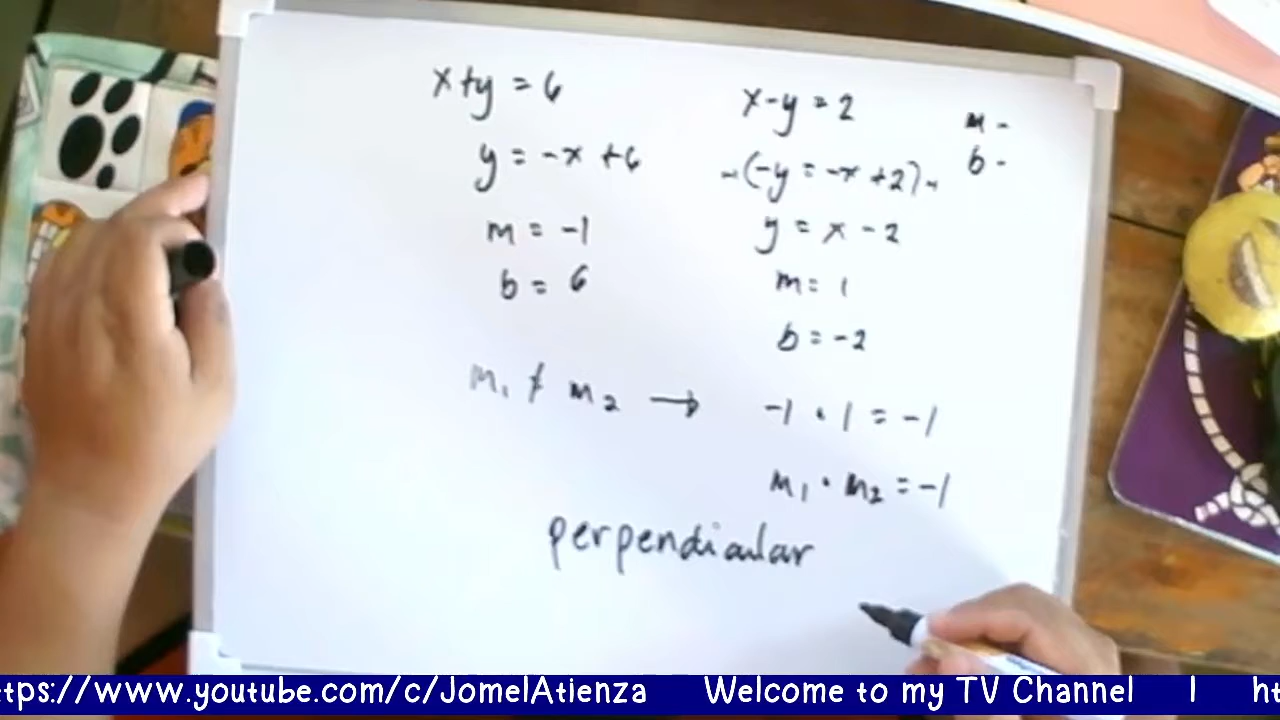 x+y = 6
y = -x +6
m = -1
b = 6
x-y = 2
-(-y = -x +2)-
y = x - 2
m = 1
b = -2
m -
b -
m₁ ≠ m₂ → -1 · 1 = -1
m₁ · m₂ = -1
perpendicular
ttps://www.youtube.com/c/JomelAtienza Welcome to my TV Channel | ht